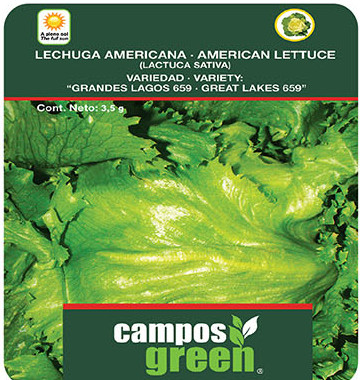 A pleno sol
The full sun
LECHUGA AMERICANA · AMERICAN LETTUCE
(LACTUCA SATIVA)
VARIEDAD · VARIETY:
“GRANDES LAGOS 659 · GREAT LAKES 659”
Cont. Neto: 3,5 g
campos
green®